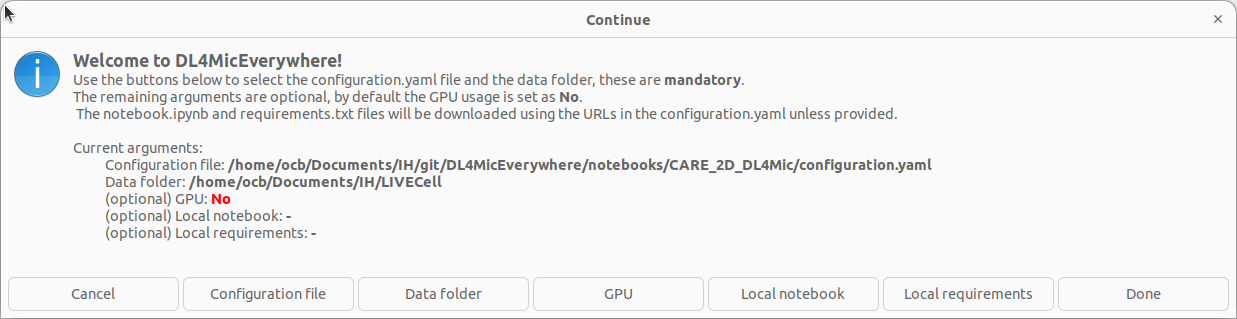 Continue
×
i
Welcome to DL4MicEverywhere!
Use the buttons below to select the configuration.yaml file and the data folder, these are mandatory.
The remaining arguments are optional, by default the GPU usage is set as No.
The notebook.ipynb and requirements.txt files will be downloaded using the URLs in the configuration.yaml unless provided.
Current arguments:
Configuration file: /home/ocb/Documents/IH/git/DL4MicEverywhere/notebooks/CARE_2D_DL4Mic/configuration.yaml
Data folder: /home/ocb/Documents/IH/LIVECell
(optional) GPU: No
(optional) Local notebook: -
(optional) Local requirements: -
Cancel
Configuration file
Data folder
GPU
Local notebook
Local requirements
Done